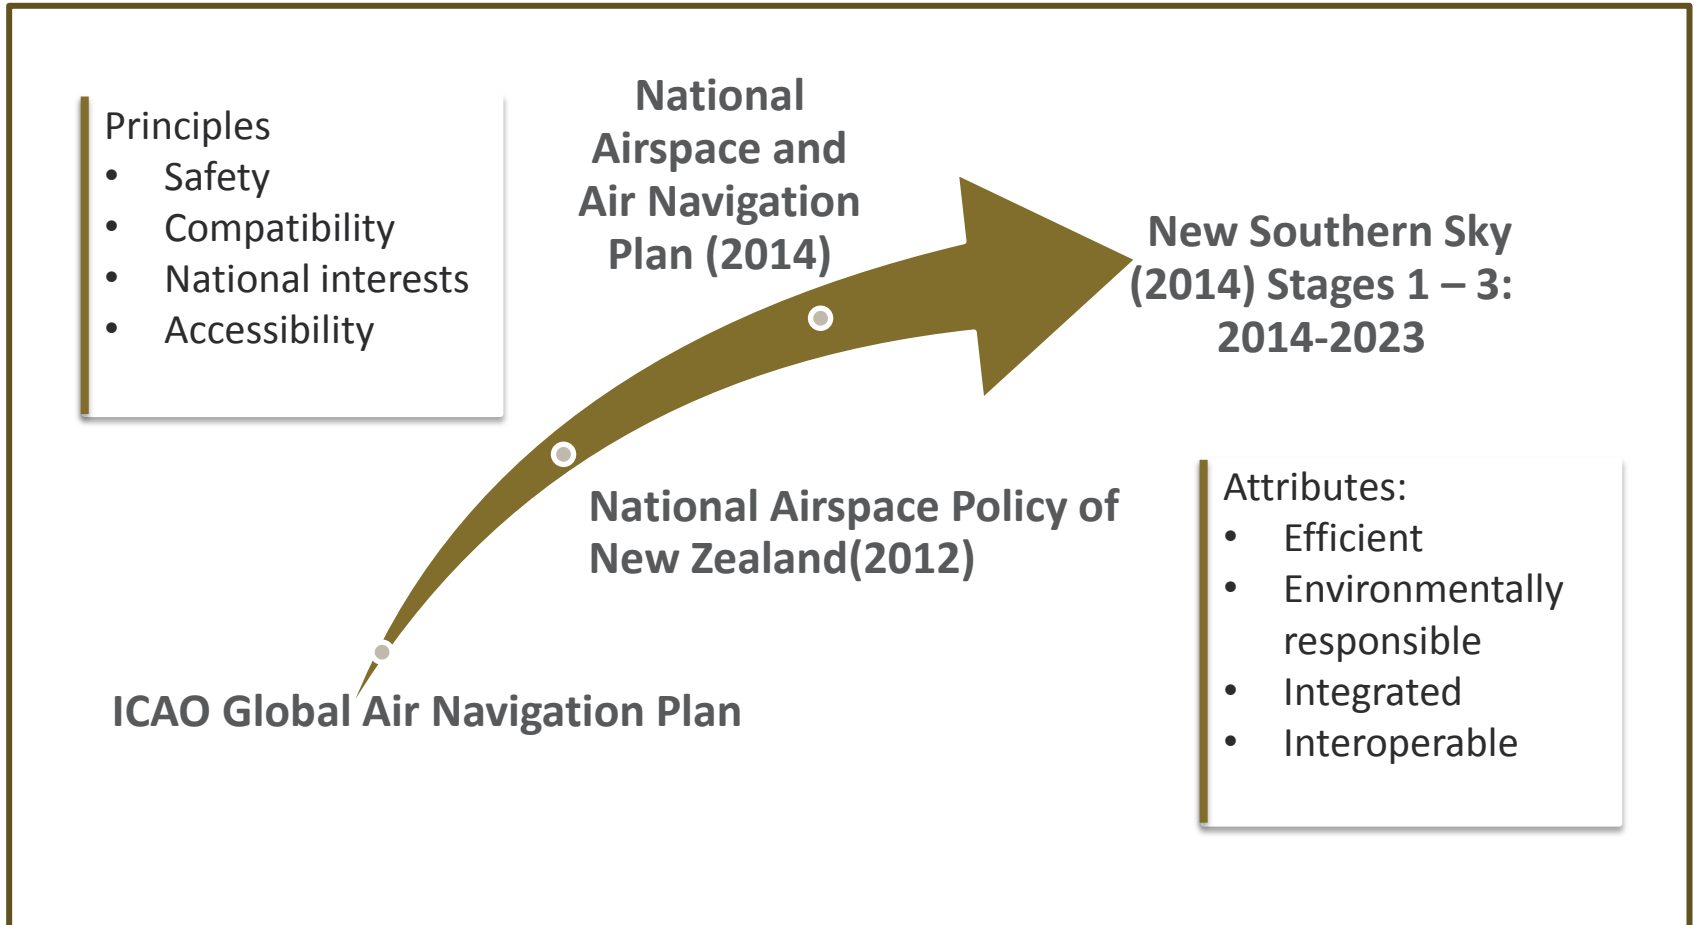 Principles
• Safety
• Compatibility
• National interests
• Accessibility
National
Airspace and
Air Navigation
Plan (2014)
New Southern Sky
(2014) Stages 1 – 3:
2014-2023
National Airspace Policy of
New Zealand(2012)
ICAO Global Air Navigation Plan
Attributes:
• Efficient
• Environmentally
responsible
• Integrated
• Interoperable